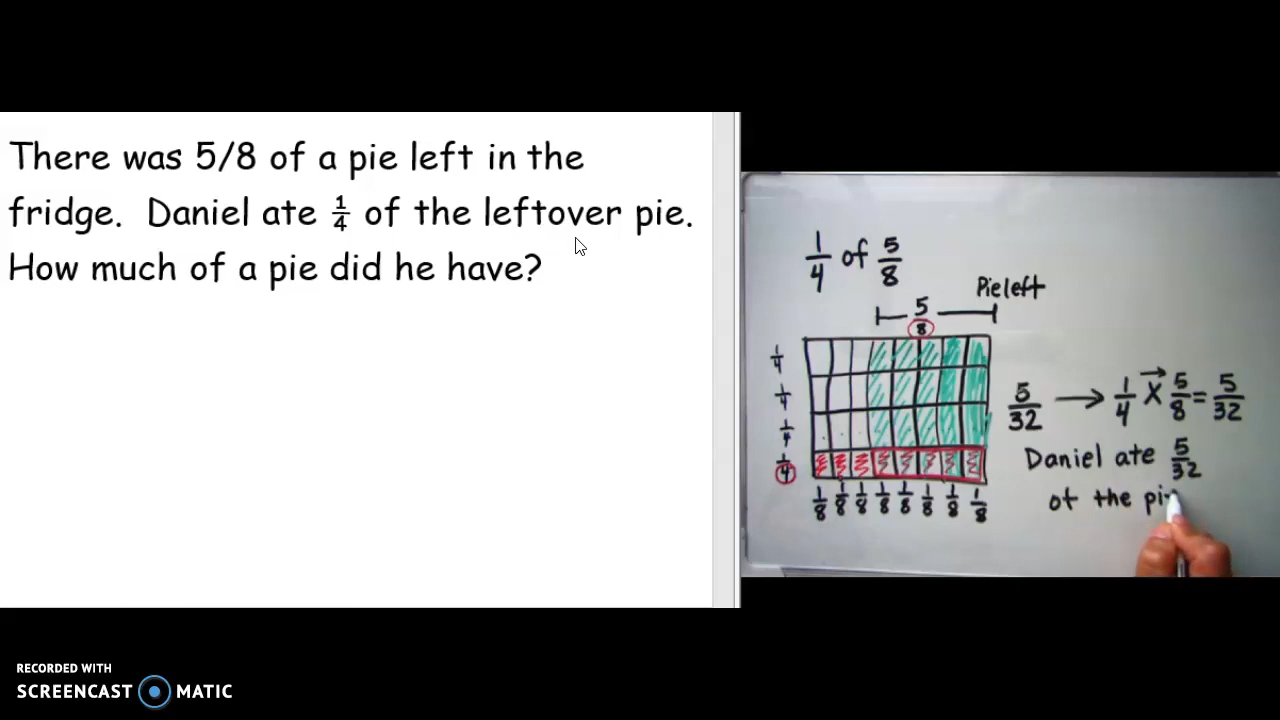 There was 5/8 of a pie left in the
fridge. Daniel ate 1/4 of the leftover pie.
How much of a pie did he have?
1/4 of 5/8
Pie left
5/8
1/4
1/4
1/4
1/4
1/8 1/8 1/8 1/8 1/8 1/8 1/8 1/8
5/32 → 1/4 x 5/8 = 5/32
Daniel ate 5/32
of the pi
RECORDED WITH
SCREENCAST MATIC